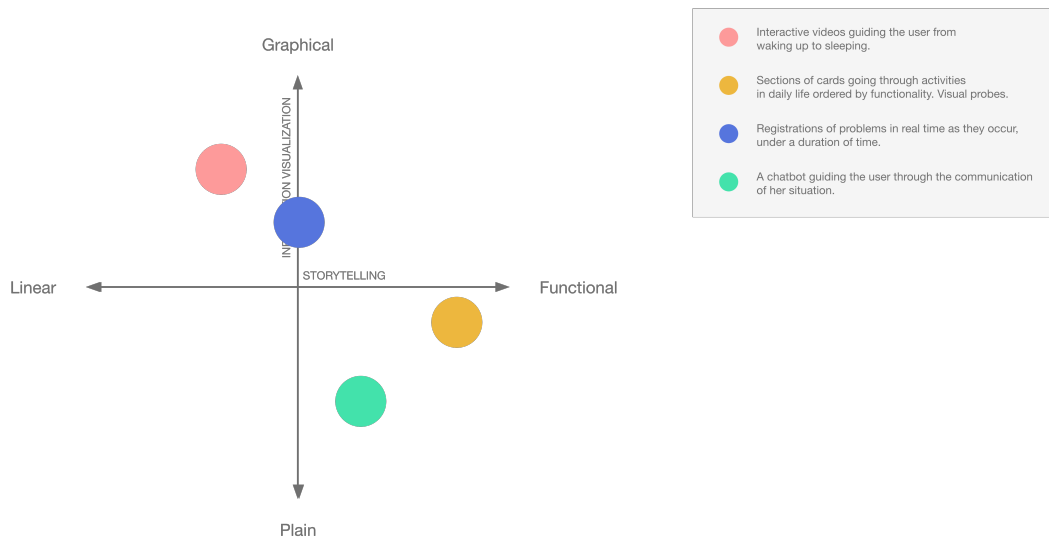 Graphical
VISUALIZATION
STORYTELLING
Linear
Functional
Plain
Interactive videos guiding the user from
waking up to sleeping.
Sections of cards going through activities
in daily life ordered by functionality. Visual probes.
Registrations of problems in real time as they occur,
under a duration of time.
A chatbot guiding the user through the communication
of her situation.